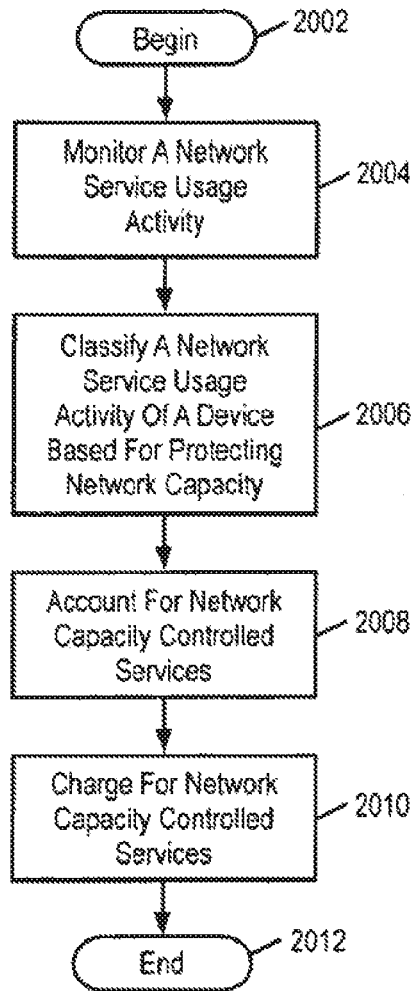 Begin
2002
Monitor A Network
Service Usage
Activity
2004
Classify A Network
Service Usage
Activity Of A Device
Based For Protecting
Network Capacity
2006
Account For Network
Capacity Controlled
Services
2008
Charge For Network
Capacity Controlled
Services
2010
End
2012